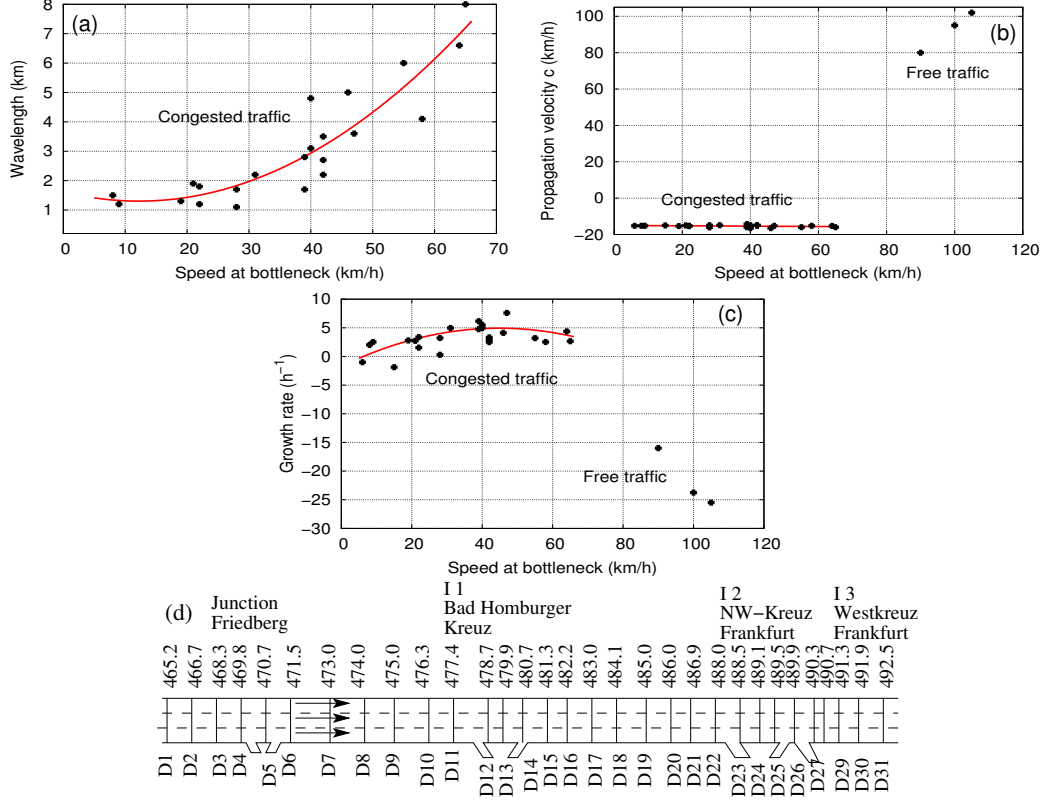 (a)
Wavelength (km)
8
7
6
5
4
3
2
1
Congested traffic
0 10 20 30 40 50 60 70
Speed at bottleneck (km/h)
(b)
Propagation velocity c (km/h)
100
80
60
40
20
0
−20
Free traffic
Congested traffic
0 20 40 60 80 100 120
Speed at bottleneck (km/h)
(c)
Growth rate (h⁻¹)
10
5
0
−5
−10
−15
−20
−25
−30
Congested traffic
Free traffic
0 20 40 60 80 100 120
Speed at bottleneck (km/h)
(d)
Junction
Friedberg
I 1
Bad Homburger
Kreuz
I 2
NW−Kreuz
Frankfurt
I 3
Westkreuz
Frankfurt
465.2 466.7 468.3 469.8 470.7 471.5 473.0 474.0 475.0 476.3 477.4 478.7 479.9 480.7 481.3 482.2 483.0 484.1 485.0 486.0 486.9 488.0 488.5 489.1 489.5 489.9 490.3 490.7 491.3 491.9 492.5
D1 D2 D3 D4 D5 D6 D7 D8 D9 D10 D11 D12 D13 D14 D15 D16 D17 D18 D19 D20 D21 D22 D23 D24 D25 D26 D27 D29 D30 D31